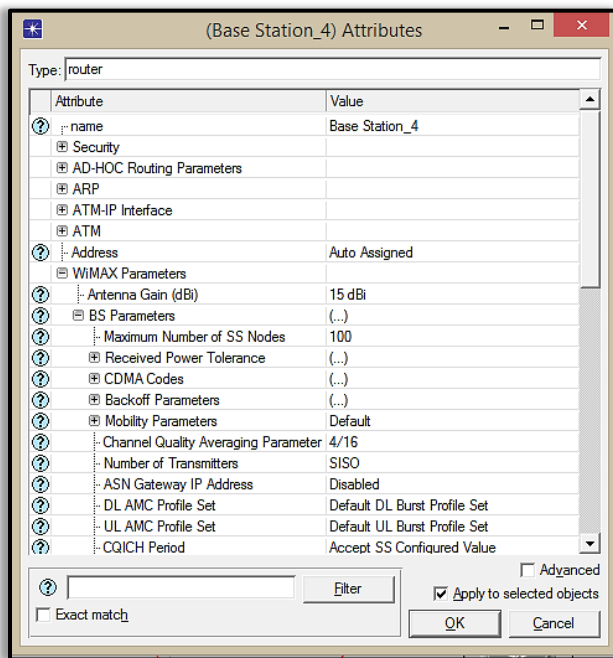 (Base Station_4) Attributes
Type: router
Attribute Value
name Base Station_4
Security
AD-HOC Routing Parameters
ARP
ATM-IP Interface
ATM
Address Auto Assigned
WiMAX Parameters
Antenna Gain (dBi) 15 dBi
BS Parameters (...)
Maximum Number of SS Nodes 100
Received Power Tolerance (...)
CDMA Codes (...)
Backoff Parameters (...)
Mobility Parameters Default
Channel Quality Averaging Parameter 4/16
Number of Transmitters SISO
ASN Gateway IP Address Disabled
DL AMC Profile Set Default DL Burst Profile Set
UL AMC Profile Set Default UL Burst Profile Set
CQICH Period Accept SS Configured Value
Advanced
Filter
Apply to selected objects
Exact match
OK Cancel